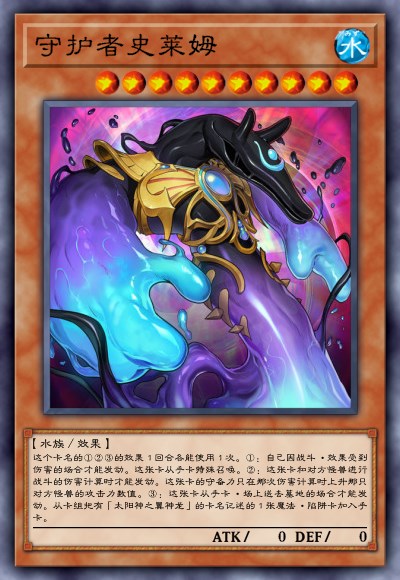 守护者史莱姆
水
【水族／效果】
这个卡名的①②③的效果1回合各能使用1次。①：自己因战斗·效果受到
伤害的场合才能发动。这张卡从手卡特殊召唤。②：这张卡和对方怪兽进行
战斗的伤害计算时才能发动。这张卡的守备力只在那次伤害计算时上升那只
对方怪兽的攻击力数值。③：这张卡从手卡·场上送去墓地的场合才能发
动。从卡组把有「太阳神之翼神龙」的卡名记述的1张魔法·陷阱卡加入手
卡。
ATK/ 0 DEF/ 0